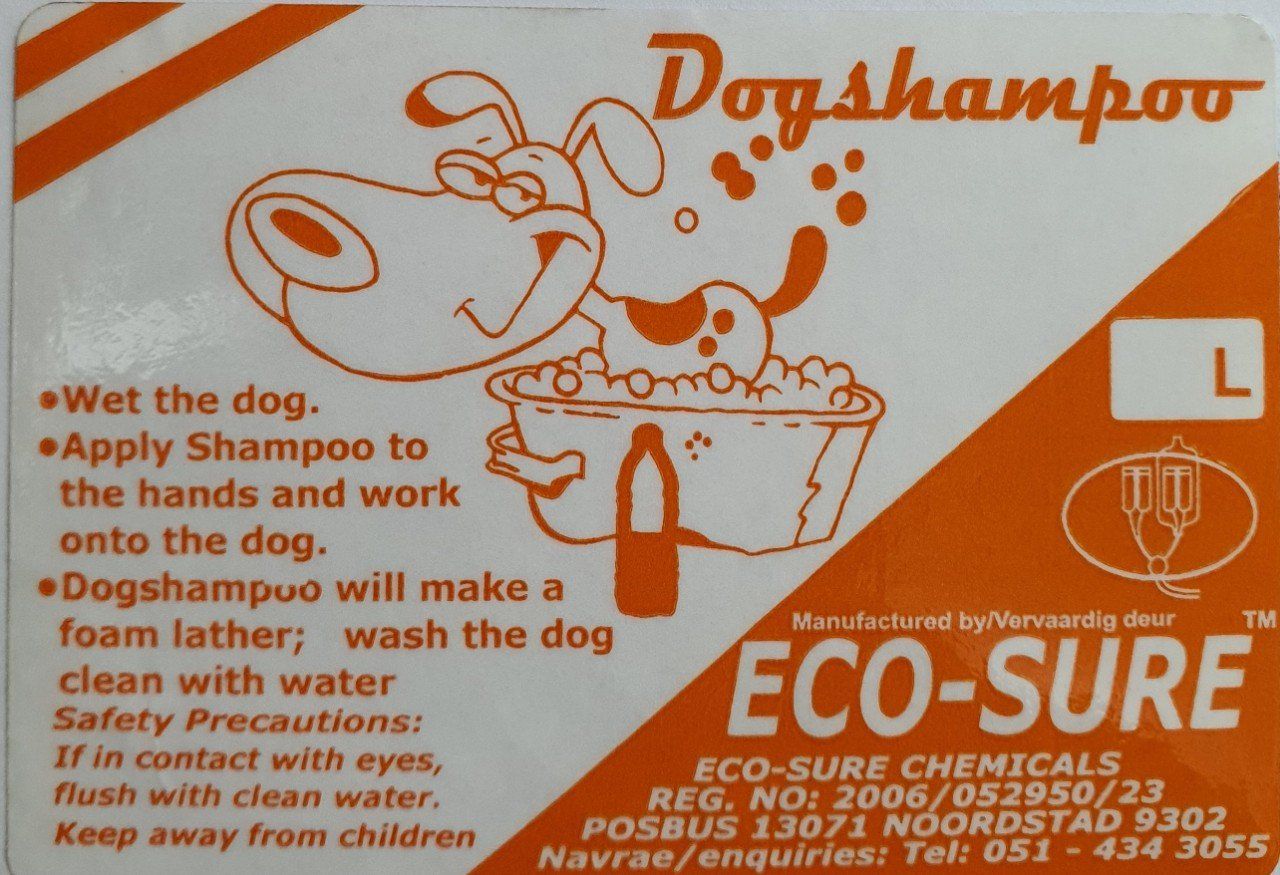 Dogshampoo
•Wet the dog.
•Apply Shampoo to
the hands and work
onto the dog.
•Dogshampoo will make a
foam lather; wash the dog
clean with water
Safety Precautions:
If in contact with eyes,
flush with clean water.
Keep away from children
L
Manufactured by/Vervaardig deur
ECO-SURE TM
ECO-SURE CHEMICALS
REG. NO: 2006/052950/23
POSBUS 13071 NOORDSTAD 9302
Navrae/enquiries: Tel: 051 - 434 3055